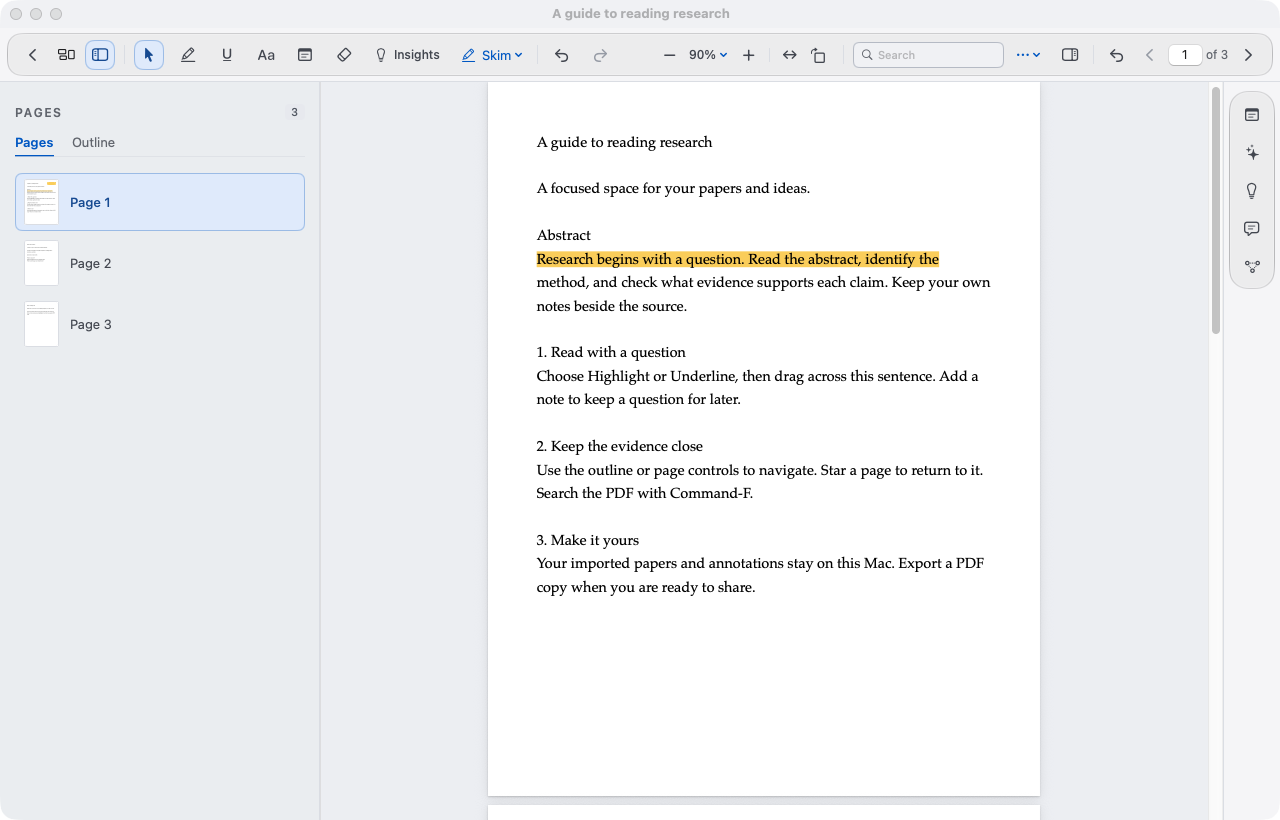 A guide to reading research
U
Aa
Insights
Skim
90%
Search
1 of 3
PAGES
3
Pages
Outline
Page 1
Page 2
Page 3
A guide to reading research
A focused space for your papers and ideas.
Abstract
Research begins with a question. Read the abstract, identify the
method, and check what evidence supports each claim. Keep your own
notes beside the source.
1. Read with a question
Choose Highlight or Underline, then drag across this sentence. Add a
note to keep a question for later.
2. Keep the evidence close
Use the outline or page controls to navigate. Star a page to return to it.
Search the PDF with Command-F.
3. Make it yours
Your imported papers and annotations stay on this Mac. Export a PDF
copy when you are ready to share.